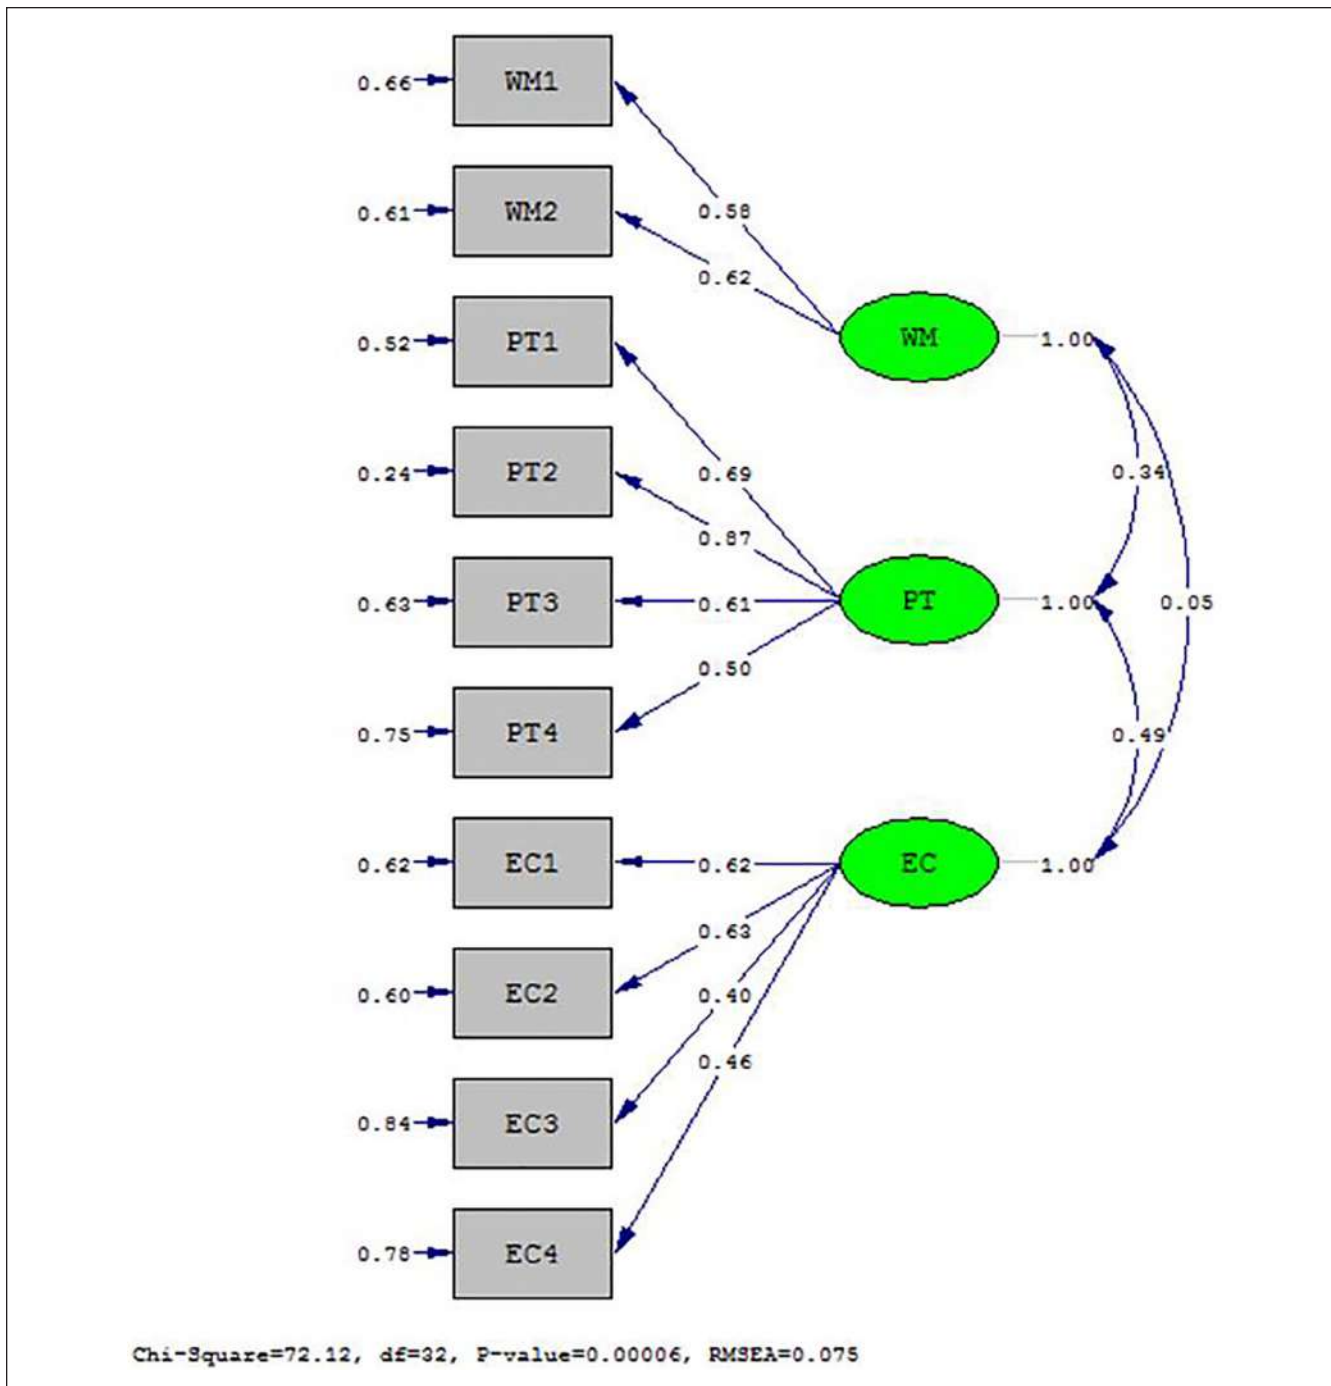 0.66 WM1
0.58
0.61 WM2
0.62
0.52 PT1
WM 1.00
0.69
0.34
0.24 PT2
0.87
0.63 PT3
0.61
PT 1.00
0.05
0.50
0.75 PT4
0.49
0.62 EC1
0.62
EC 1.00
0.63
0.60 EC2
0.40
0.46
0.84 EC3
0.78 EC4
Chi-Square=72.12, df=32, P-value=0.00006, RMSEA=0.075